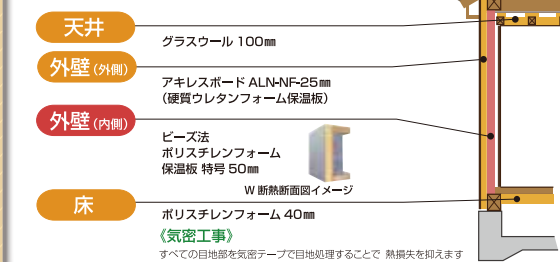 天井
グラスウール 100㎜
外壁（外側）
アキレスボード ALN-NF-25㎜
（硬質ウレタンフォーム保温板）
外壁（内側）
ビーズ法
ポリスチレンフォーム
保温板 特号 50㎜
W 断熱断面図イメージ
床
ポリスチレンフォーム 40㎜
《気密工事》
すべての目地部を気密テープで目地処理することで 熱損失を抑えます